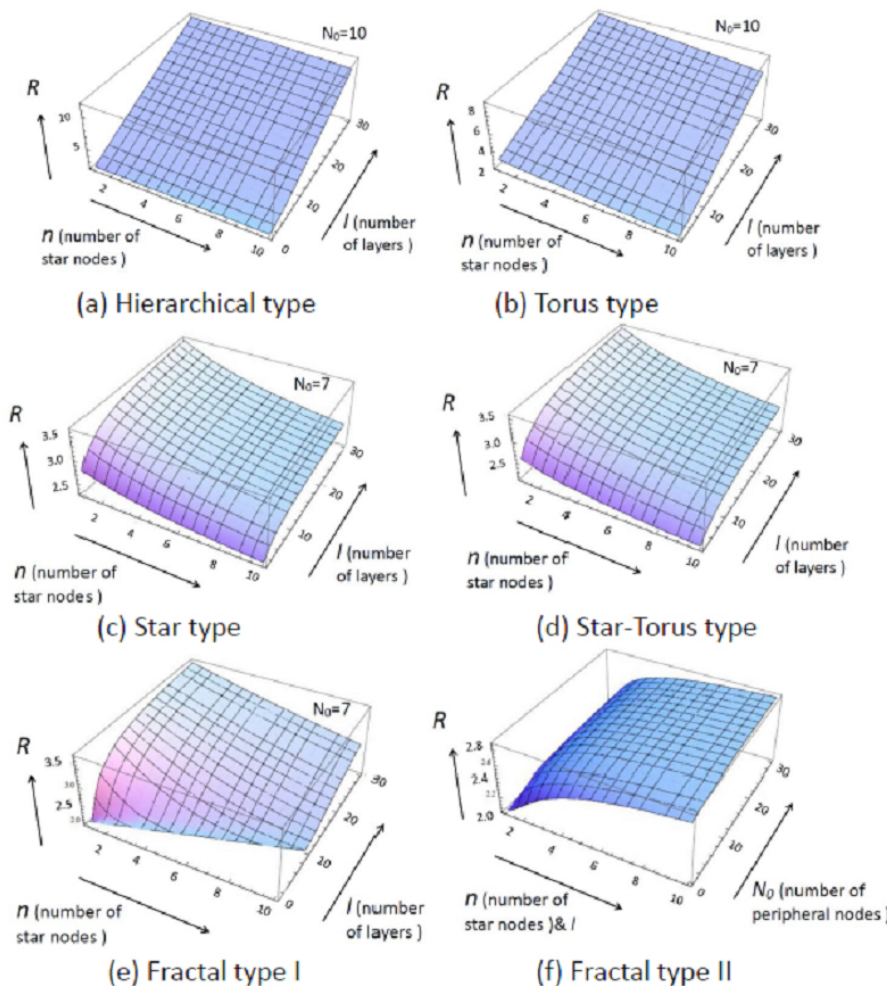 N₀=10
R
10
5
2
4
6
8
10
0
10
20
30
n (number of
star nodes )
l (number
of layers )
(a) Hierarchical type
N₀=10
R
8
6
4
2
2
4
6
8
10
10
20
30
n (number of
star nodes )
l (number
of layers )
(b) Torus type
N₀=7
R
3.5
3.0
2.5
2
4
6
8
10
10
20
30
n (number of
star nodes )
l (number
of layers )
(c) Star type
N₀=7
R
3.5
3.0
2.5
2
4
6
8
10
10
20
30
n (number of
star nodes )
l (number
of layers )
(d) Star-Torus type
N₀=7
R
3.5
3.0
2.5
2.0
2
4
6
8
10
0
10
20
30
n (number of
star nodes )
l (number
of layers )
(e) Fractal type I
R
2.8
2.4
2.2
2.0
2
4
6
8
10
0
10
20
30
n (number of
star nodes )& l
N₀ (number of
peripheral nodes )
(f) Fractal type II